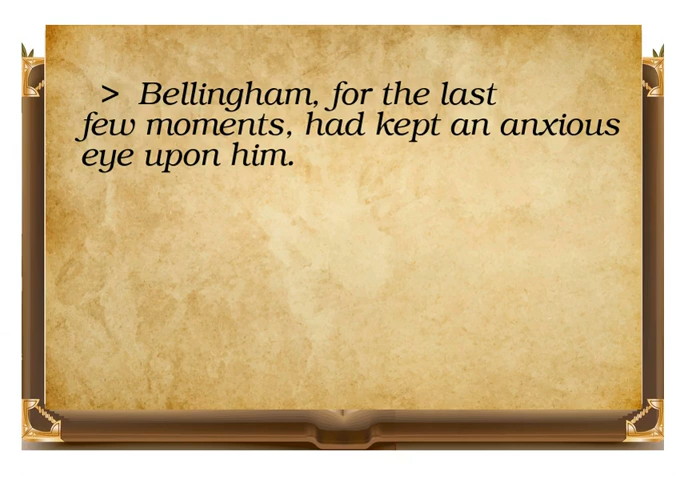 > Bellingham, for the last
few moments, had kept an anxious
eye upon him.